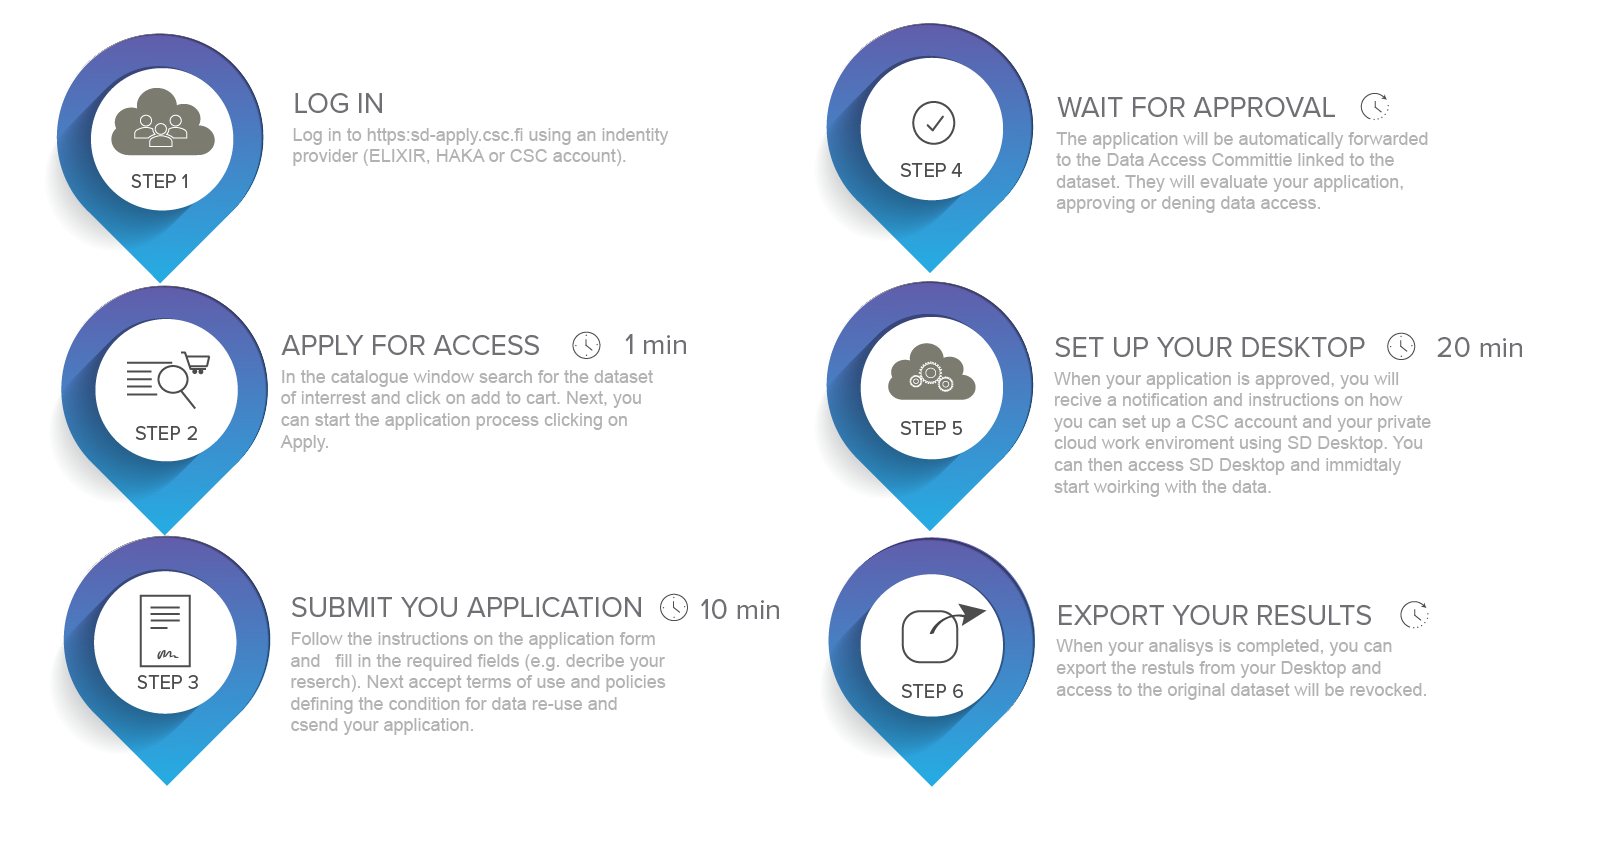 STEP 1
LOG IN
Log in to https:sd-apply.csc.fi using an indentity
provider (ELIXIR, HAKA or CSC account).
STEP 2
APPLY FOR ACCESS 1 min
In the catalogue window search for the dataset
of interrest and click on add to cart. Next, you
can start the application process clicking on
Apply.
STEP 3
SUBMIT YOU APPLICATION 10 min
Follow the instructions on the application form
and fill in the required fields (e.g. decribe your
reserch). Next accept terms of use and policies
defining the condition for data re-use and
csend your application.
STEP 4
WAIT FOR APPROVAL
The application will be automatically forwarded
to the Data Access Committie linked to the
dataset. They will evaluate your application,
approving or dening data access.
STEP 5
SET UP YOUR DESKTOP 20 min
When your application is approved, you will
recive a notification and instructions on how
you can set up a CSC account and your private
cloud work enviroment using SD Desktop. You
can then access SD Desktop and immidtaly
start woirking with the data.
STEP 6
EXPORT YOUR RESULTS
When your analisys is completed, you can
export the restuls from your Desktop and
access to the original dataset will be revocked.